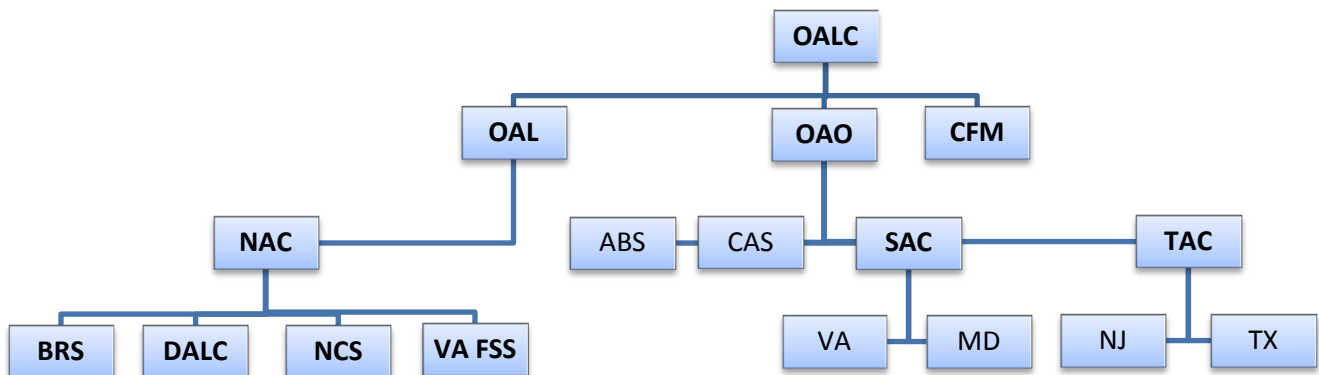 OALC
OAL
OAO
CFM
NAC
ABS
CAS
SAC
TAC
BRS
DALC
NCS
VA FSS
VA
MD
NJ
TX